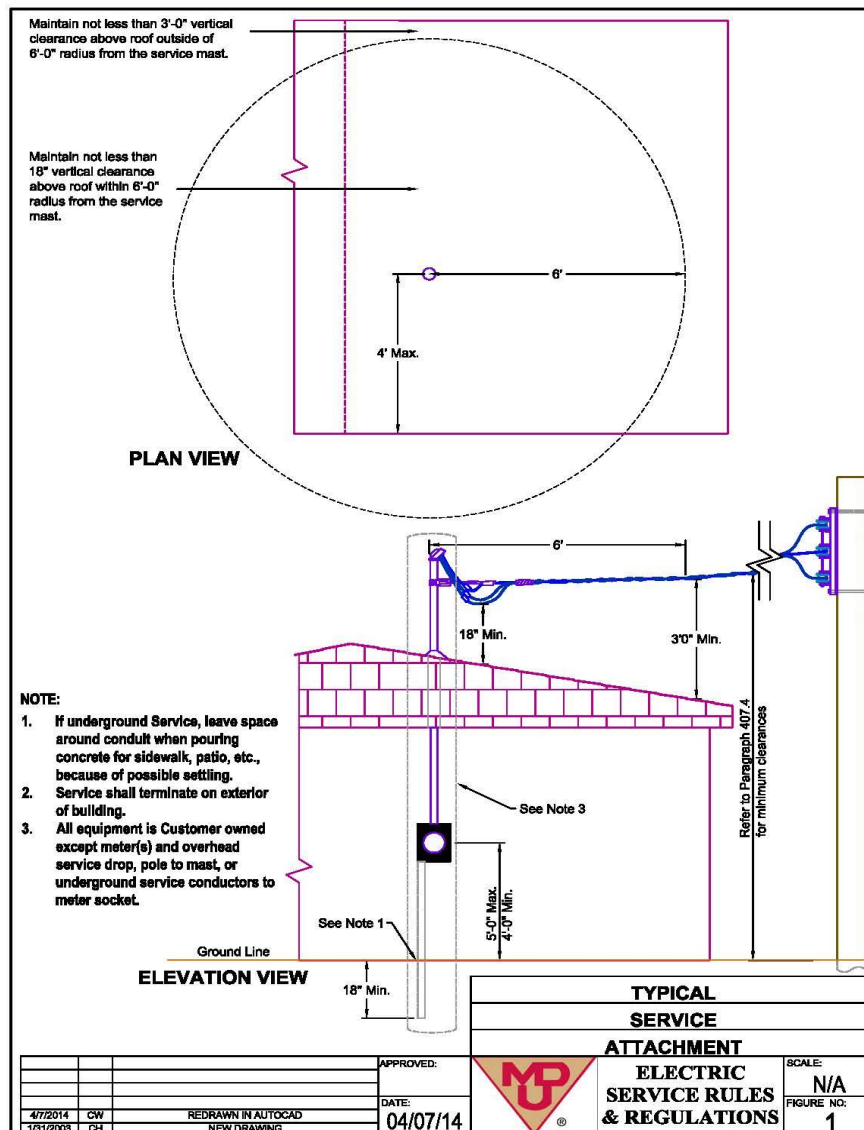 Maintain not less than 3'-0" vertical
clearance above roof outside of
6'-0" radius from the service mast.
Maintain not less than
18" vertical clearance
above roof within 6'-0"
radius from the service
mast.
6'
4' Max.
PLAN VIEW
6'
18" Min.
3'0" Min.
NOTE:
1. If underground Service, leave space
around conduit when pouring
concrete for sidewalk, patio, etc.,
because of possible settling.
2. Service shall terminate on exterior
of building.
3. All equipment is Customer owned
except meter(s) and overhead
service drop, pole to mast, or
underground service conductors to
meter socket.
See Note 3
Refer to Paragraph 407.4
for minimum clearances
5'-0" Max.
4'-0" Min.
See Note 1
Ground Line
ELEVATION VIEW
18" Min.
TYPICAL
SERVICE
ATTACHMENT
APPROVED:
DATE:
04/07/14
4/7/2014 CW REDRAWN IN AUTOCAD
1/31/2003 CH NEW DRAWING
MDU
®
ELECTRIC
SERVICE RULES
& REGULATIONS
SCALE:
N/A
FIGURE NO:
1